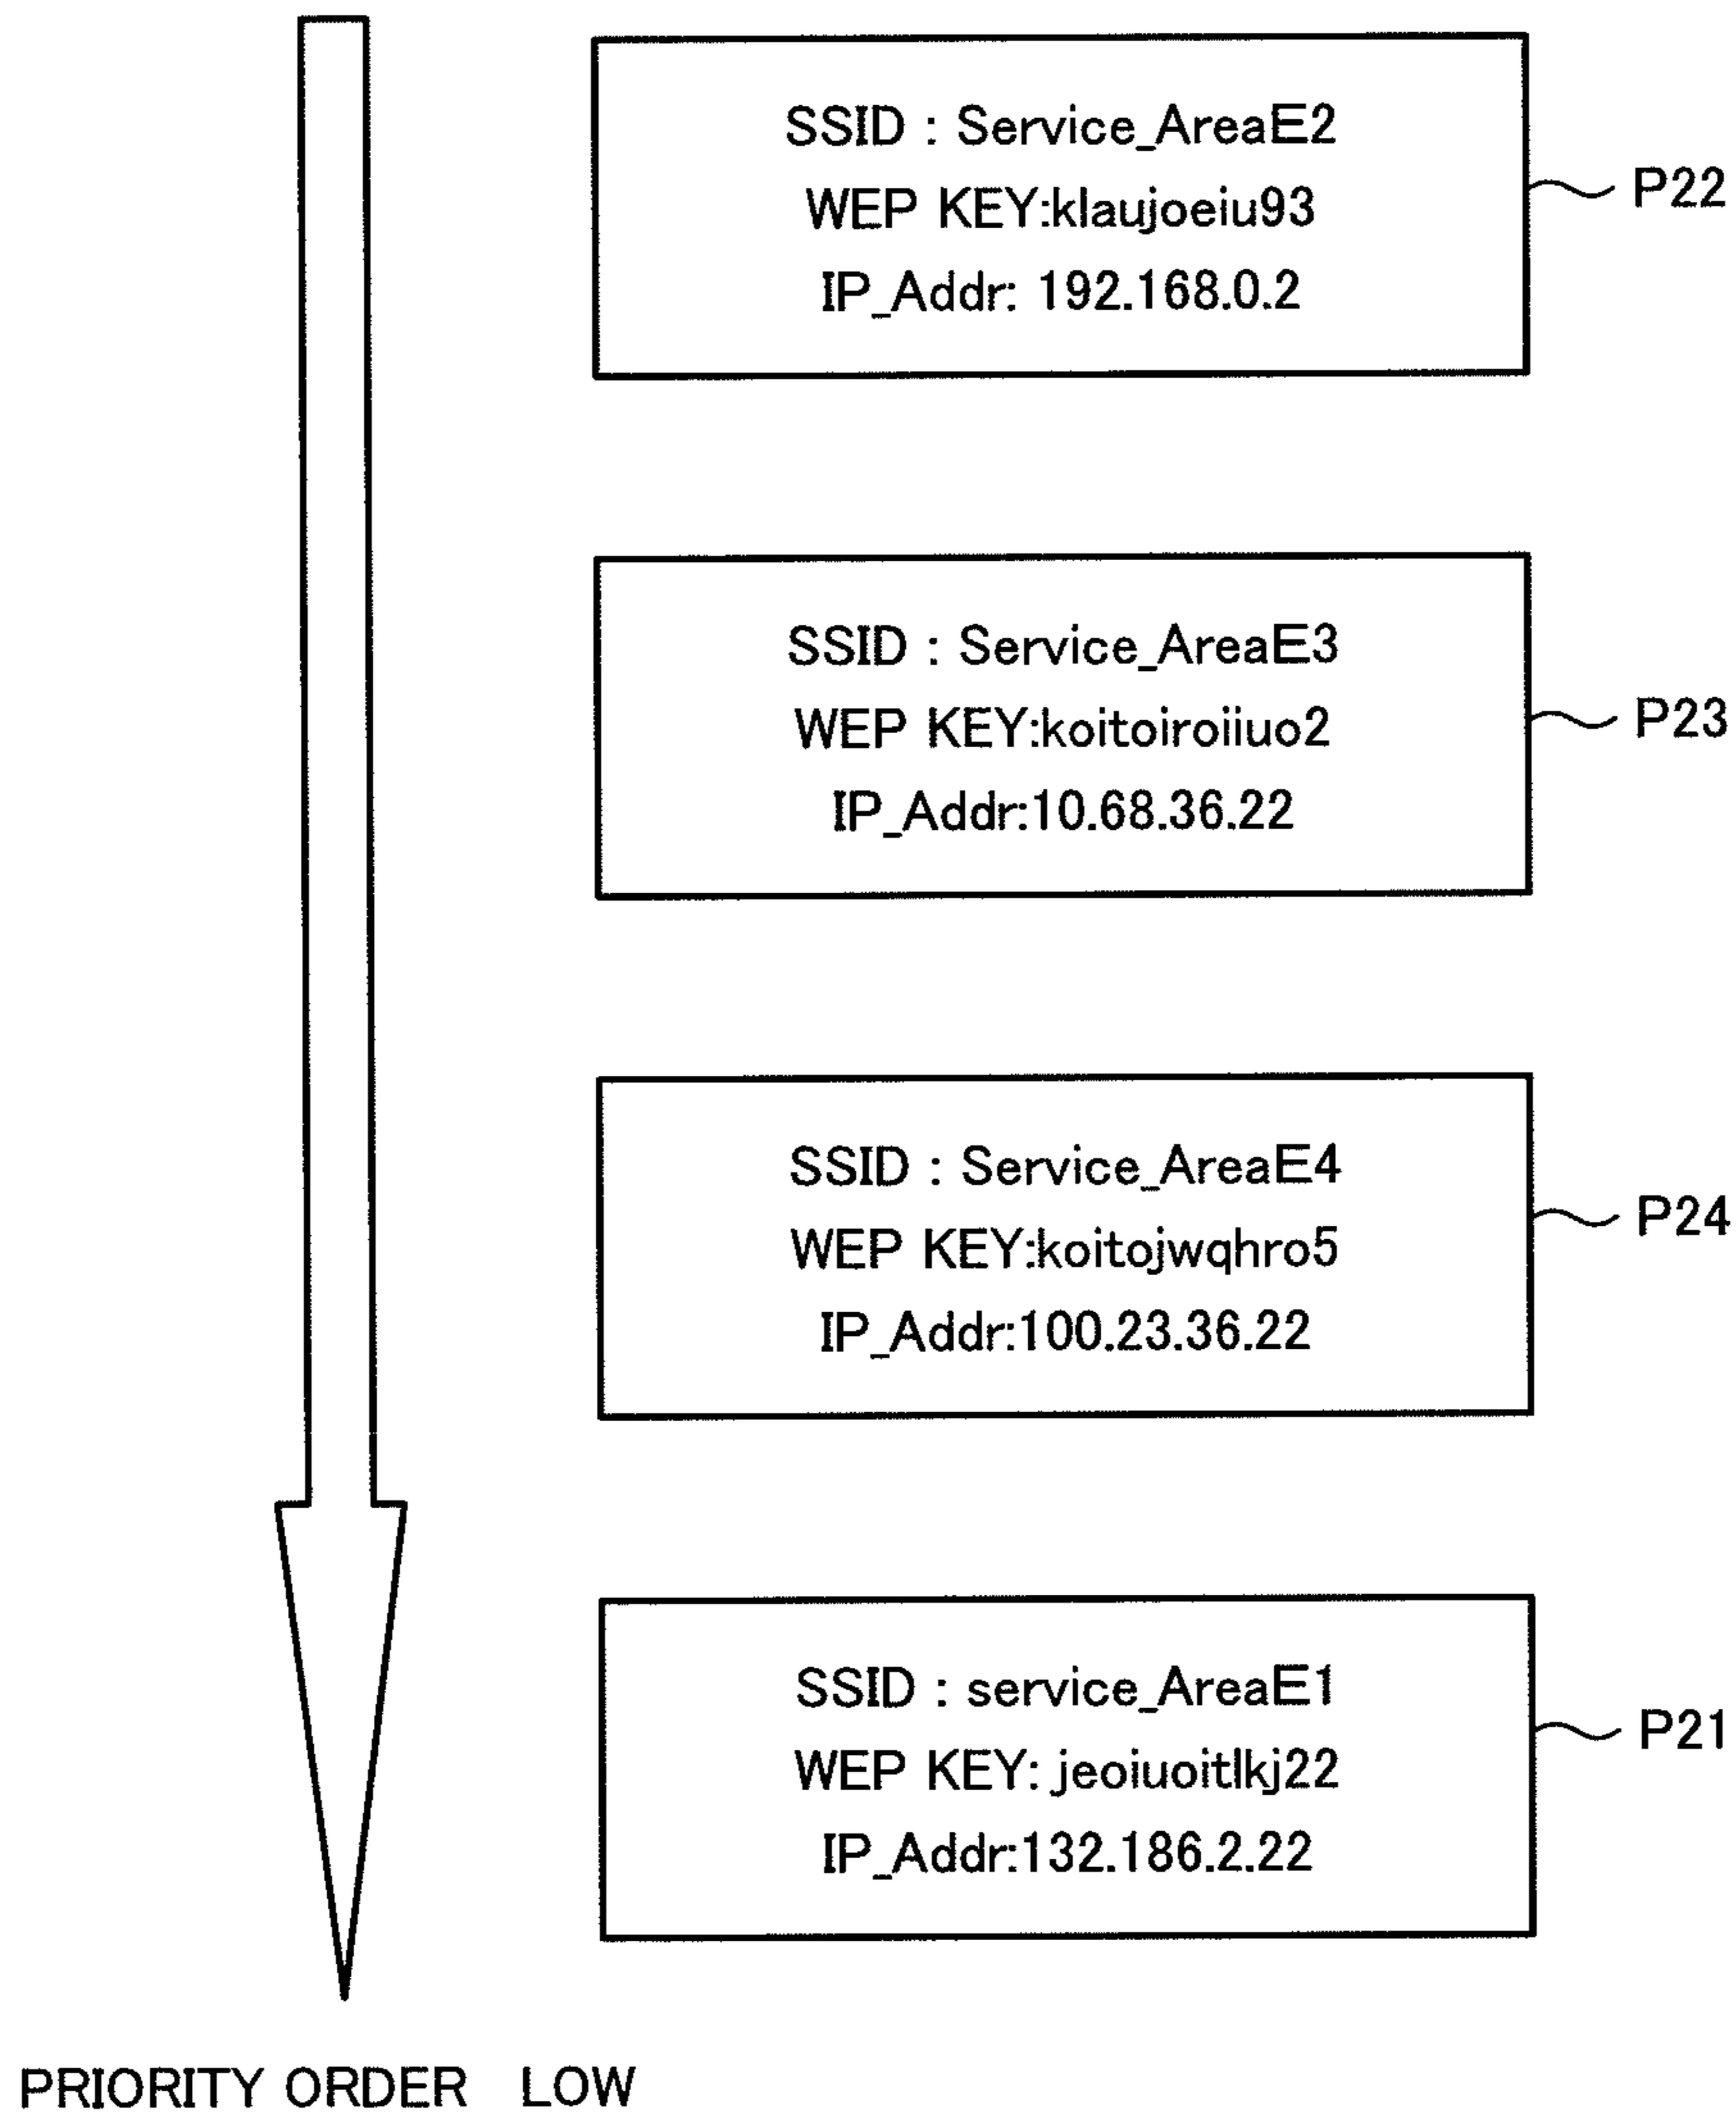 SSID : Service_AreaE2
WEP KEY:klaujoeiu93
IP_Addr: 192.168.0.2
P22
SSID : Service_AreaE3
WEP KEY:koitoiroiiuo2
IP_Addr:10.68.36.22
P23
SSID : Service_AreaE4
WEP KEY:koitojwqhro5
IP_Addr:100.23.36.22
P24
SSID : service_AreaE1
WEP KEY: jeoiuoitlkj22
IP_Addr:132.186.2.22
P21
PRIORITY ORDER LOW